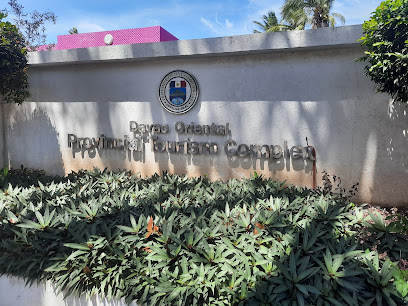 Davao Oriental
Provincial Tourism Complex